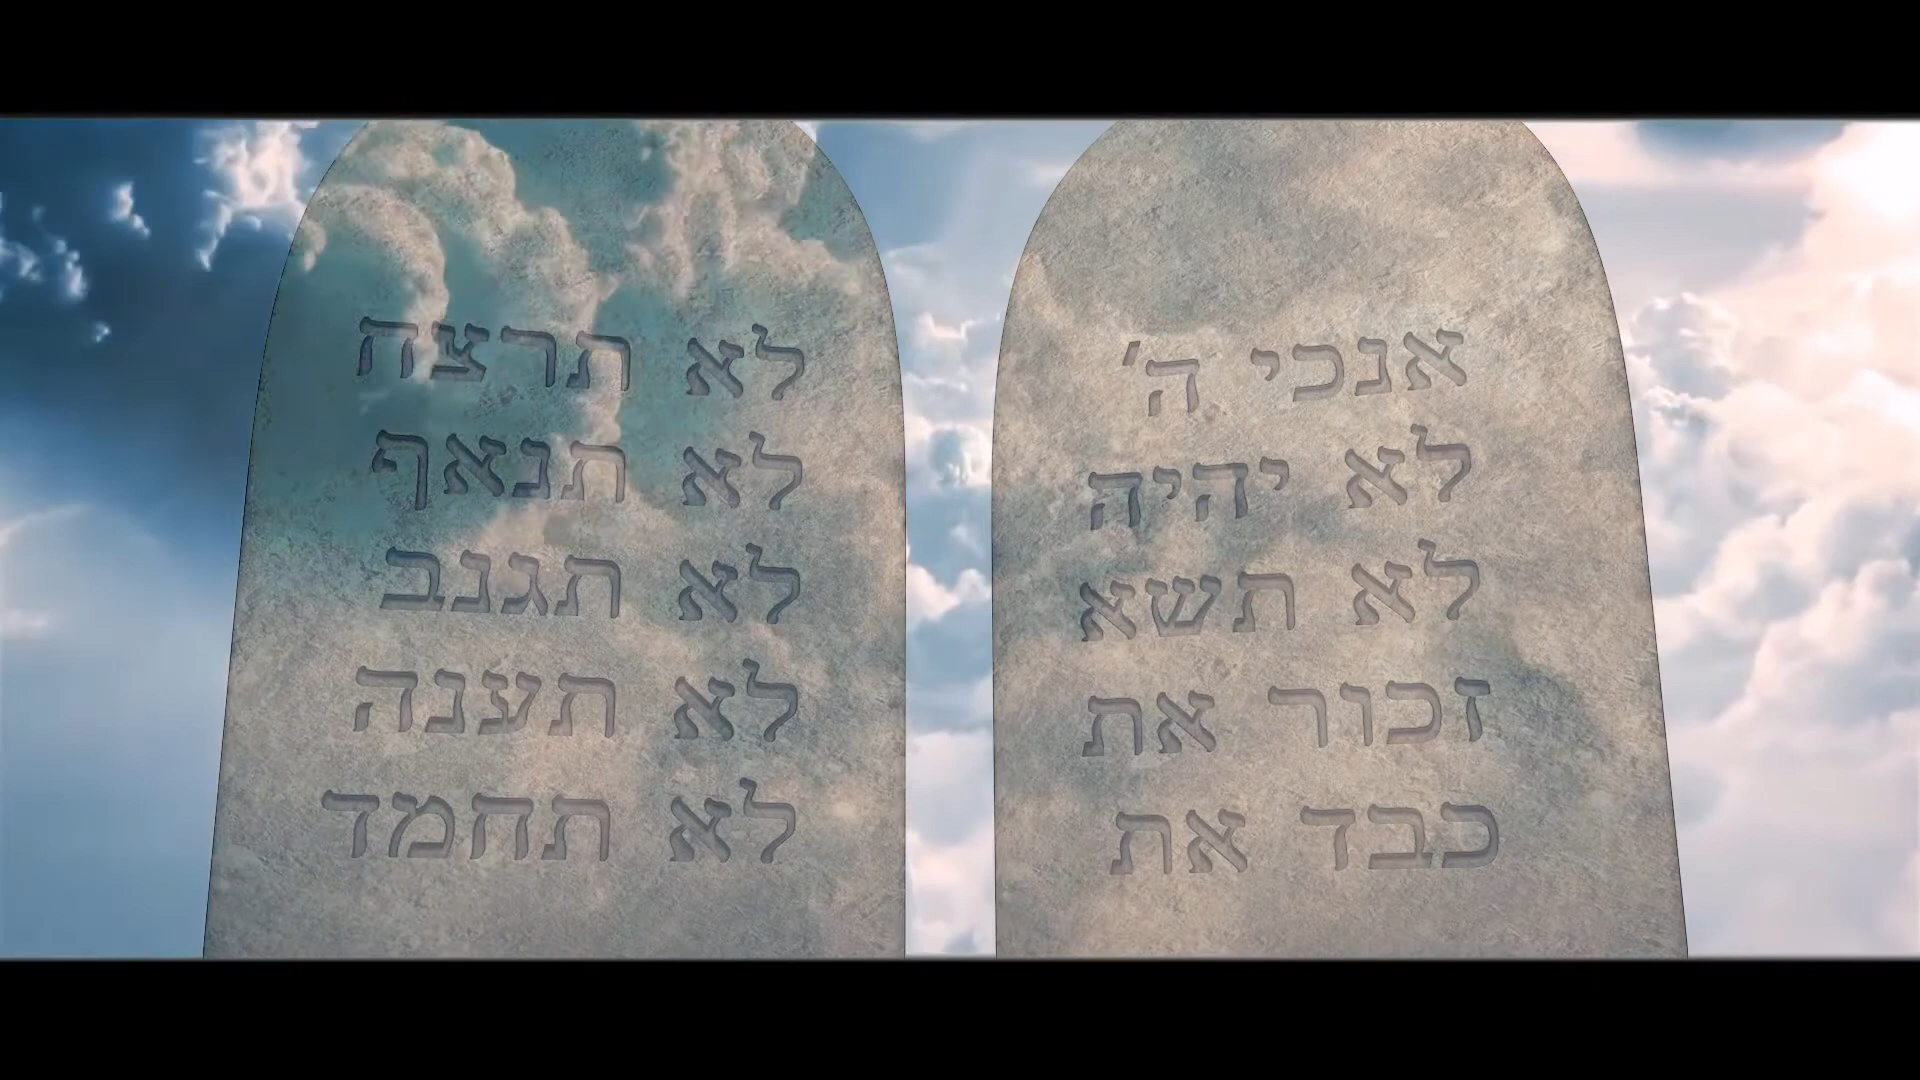 אנכי ה'
לא יהיה
לא תשא
זכור את
כבד את
לא תרצח
לא תנאף
לא תגנב
לא תענה
לא תחמד